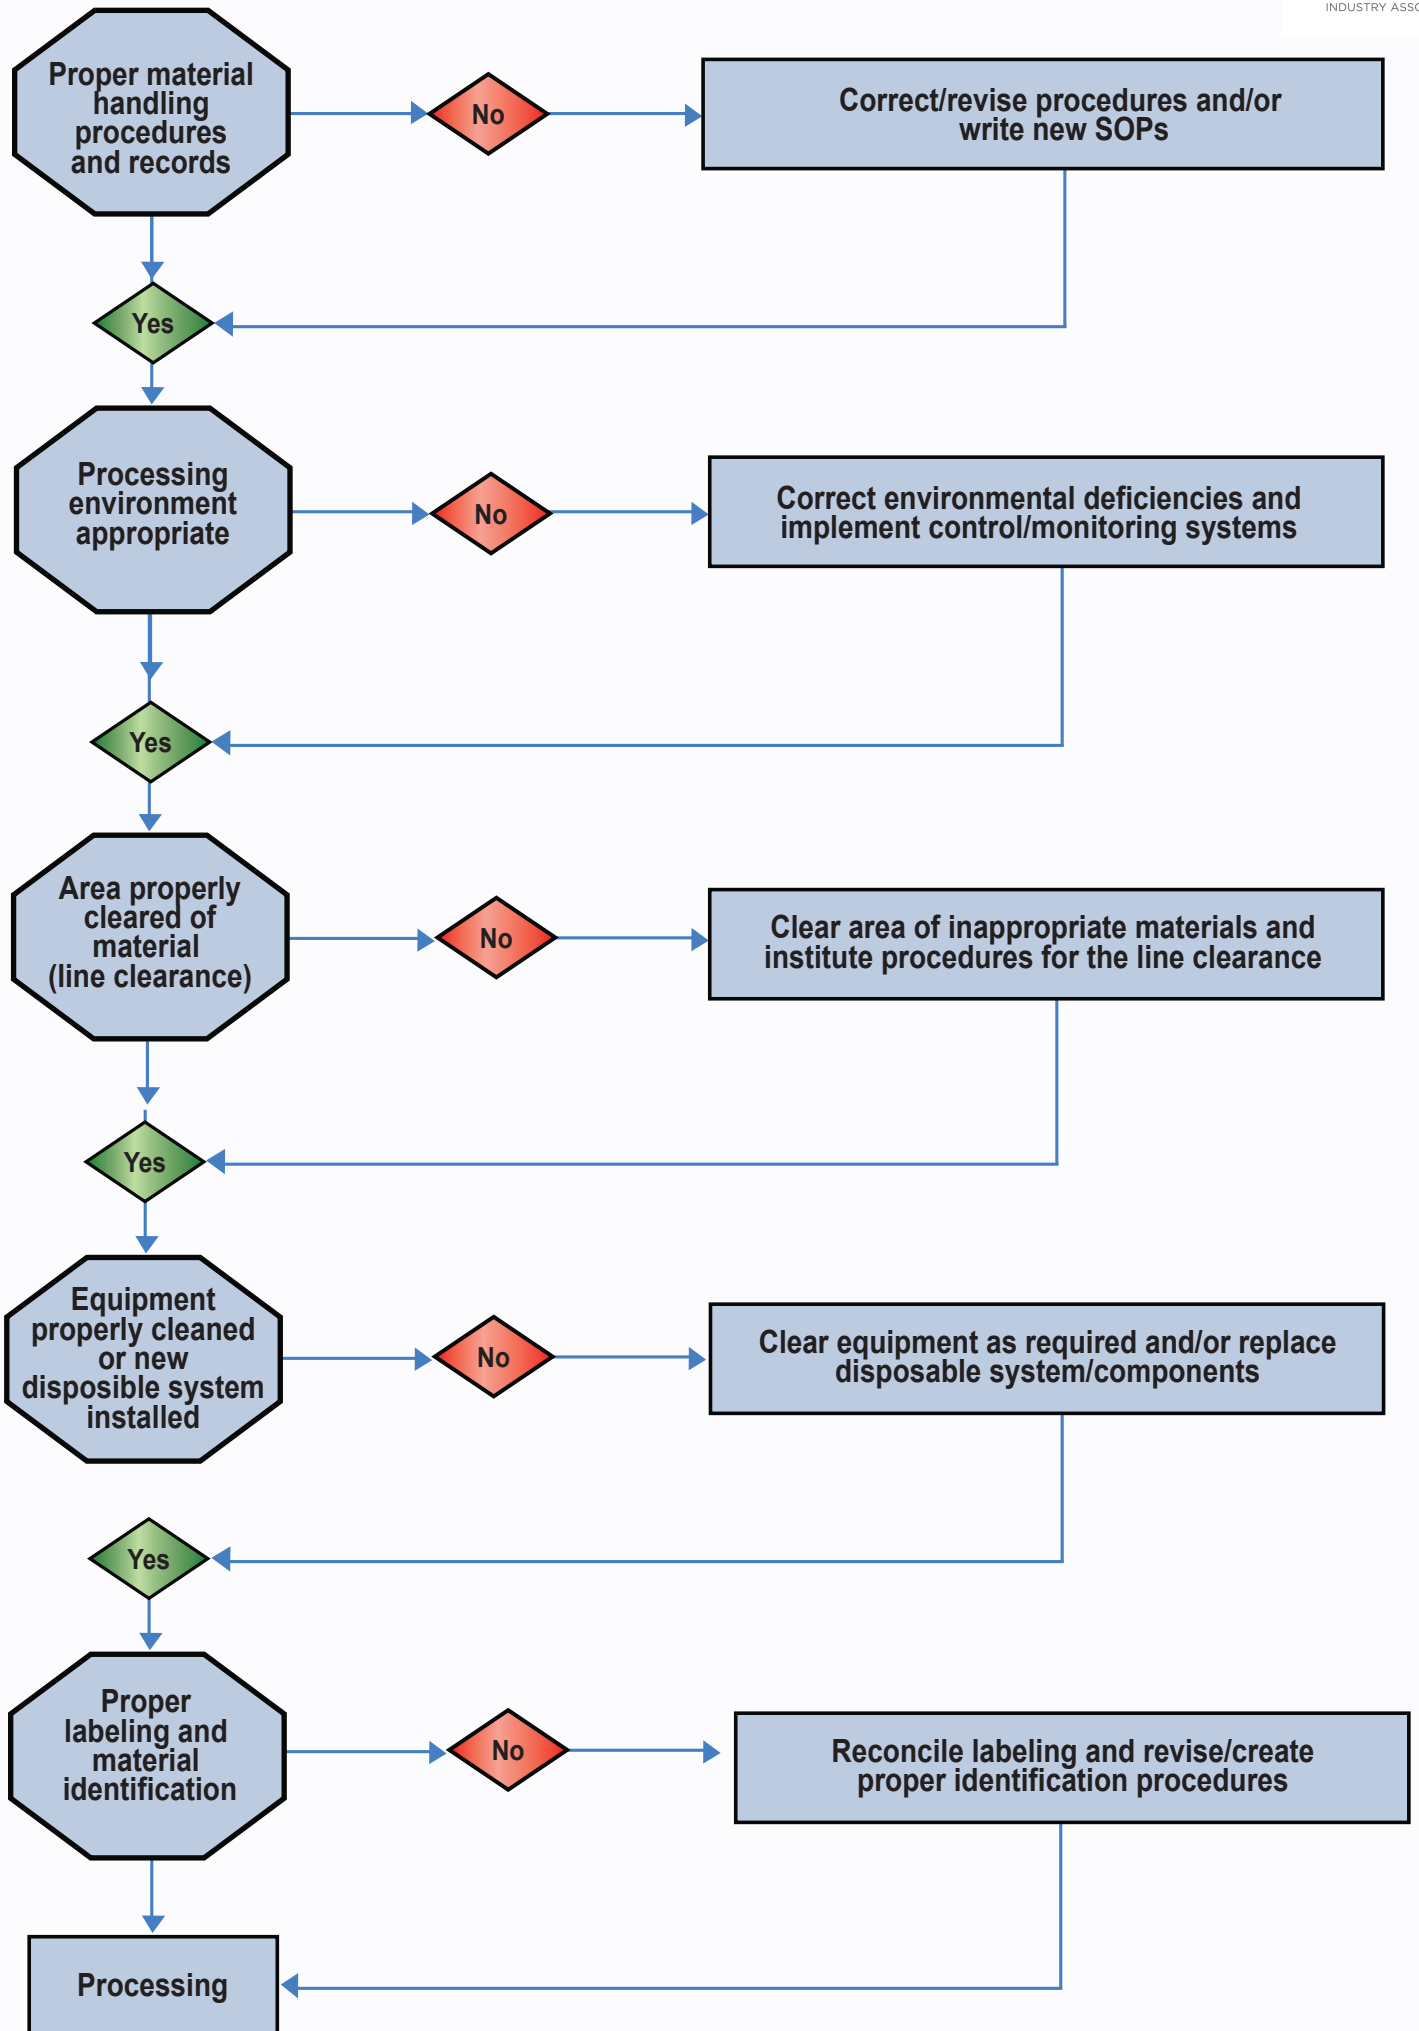 INDUSTRY
Proper material
handling
procedures
and records
No
Correct/revise procedures and/or
write new SOPs
Yes
Processing
environment
appropriate
No
Correct environmental deficiencies and
implement control/monitoring systems
Yes
Area properly
cleared of
material
(line clearance)
No
Clear area of inappropriate materials and
institute procedures for the line clearance
Yes
Equipment
properly cleaned
or new
disposible system
installed
No
Clear equipment as required and/or replace
disposable system/components
Yes
Proper
labeling and
material
identification
No
Reconcile labeling and revise/create
proper identification procedures
Processing